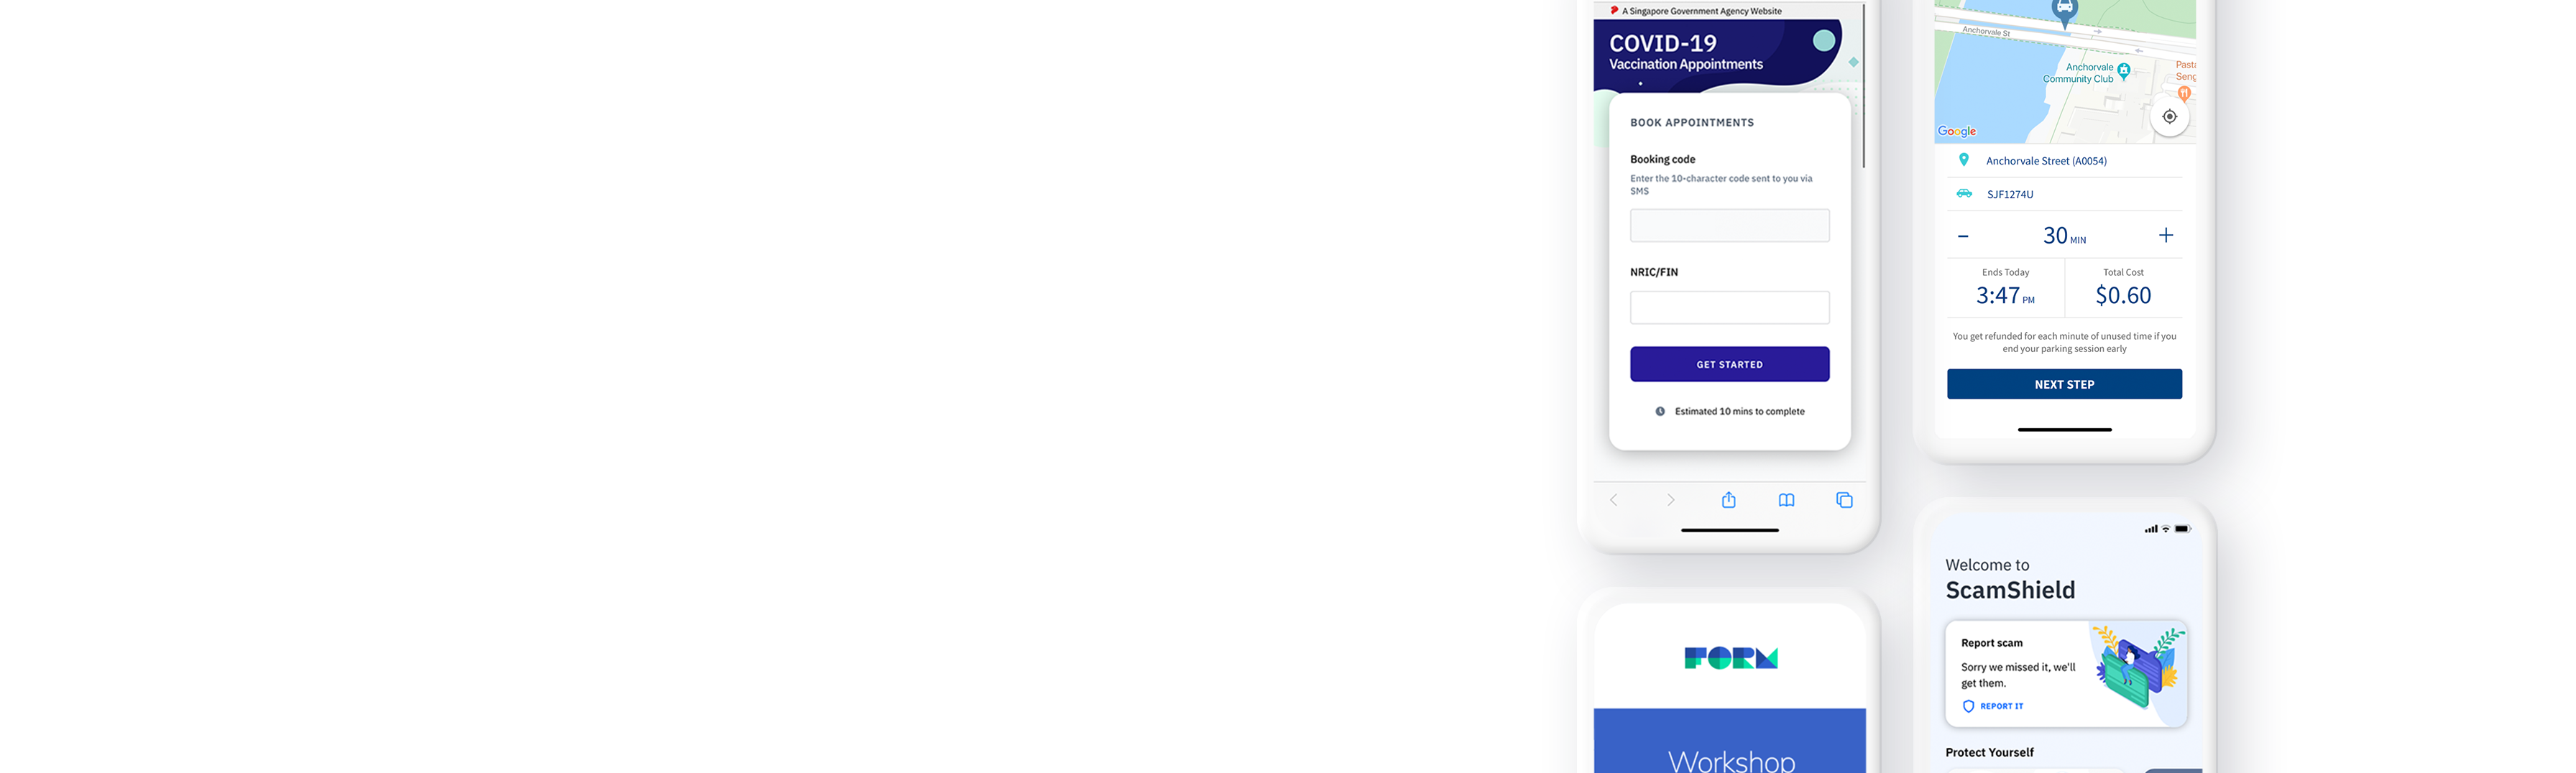 A Singapore Government Agency Website
COVID-19
Vaccination Appointments
BOOK APPOINTMENTS
Booking code
Enter the 10-character code sent to you via
SMS
NRIC/FIN
GET STARTED
Estimated 10 mins to complete
FORM
Workshop
Anchorvale St
Anchorvale
Community Club
Pasta
Seng
Google
Anchorvale Street (A0054)
SJF1274U
- 30 MIN +
Ends Today
3:47 PM
Total Cost
$0.60
You get refunded for each minute of unused time if you
end your parking session early
NEXT STEP
Welcome to
ScamShield
Report scam
Sorry we missed it, we'll
get them.
REPORT IT
Protect Yourself